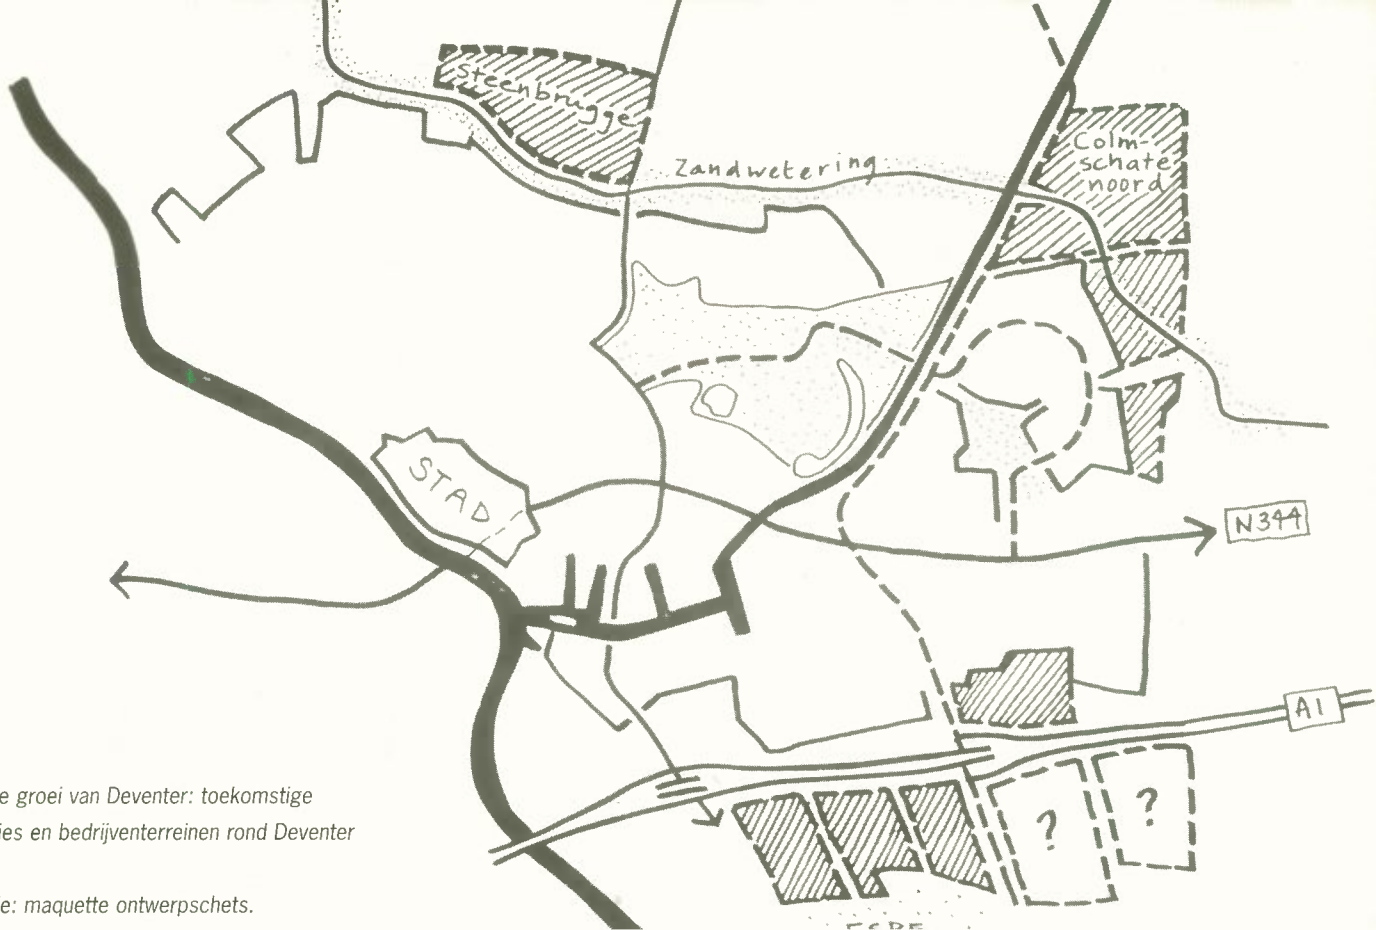 steenbrugge
Zandwetering
Colm-
schate
noord
STAD
N344
A1
?
?
e groei van Deventer: toekomstige
ies en bedrijventerreinen rond Deventer
e: maquette ontwerpschets.